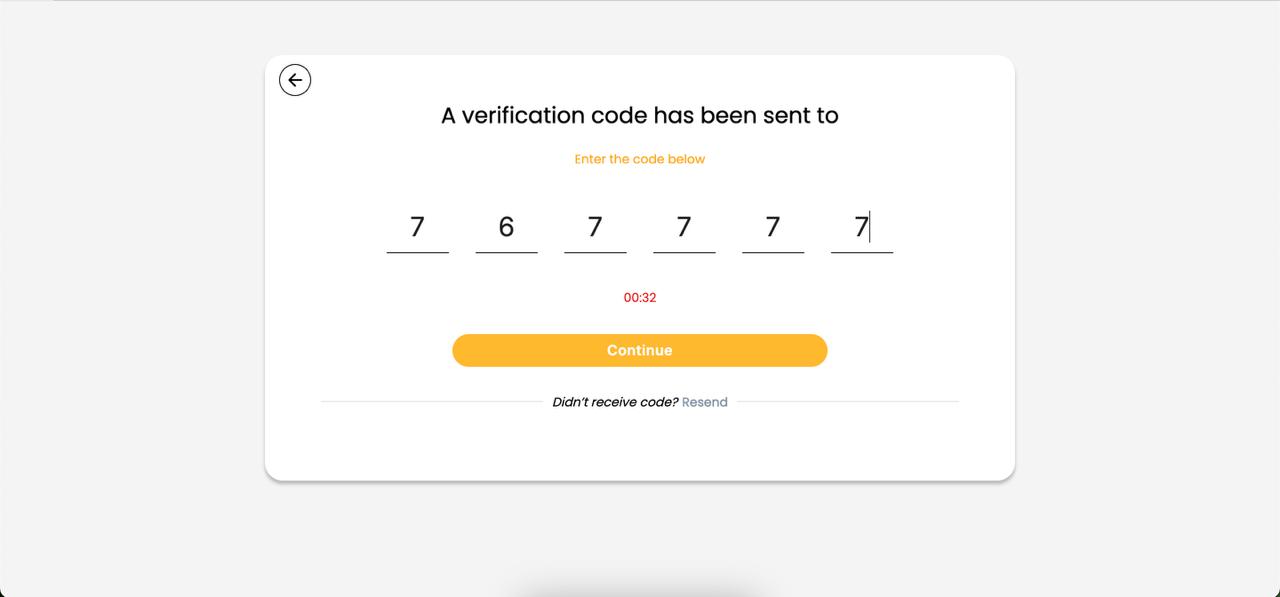 A verification code has been sent to
Enter the code below
7 6 7 7 7 7
00:32
Continue
Didn't receive code? Resend